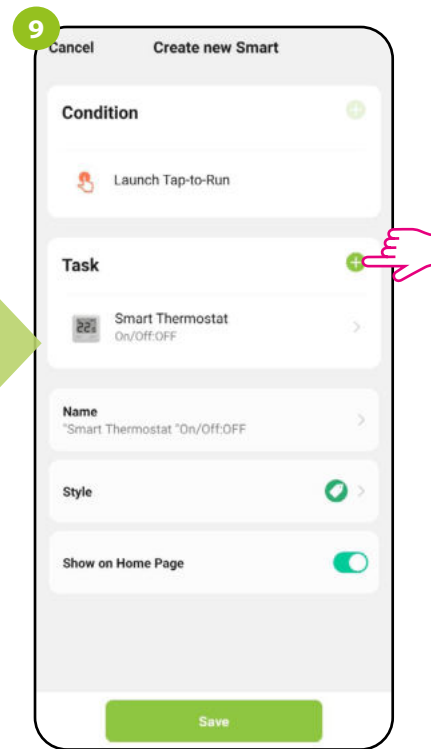 9
Cancel Create new Smart
Condition
Launch Tap-to-Run
Task
22.
Smart Thermostat
On/Off:OFF
Name
"Smart Thermostat "On/Off:OFF
Style
Show on Home Page
Save